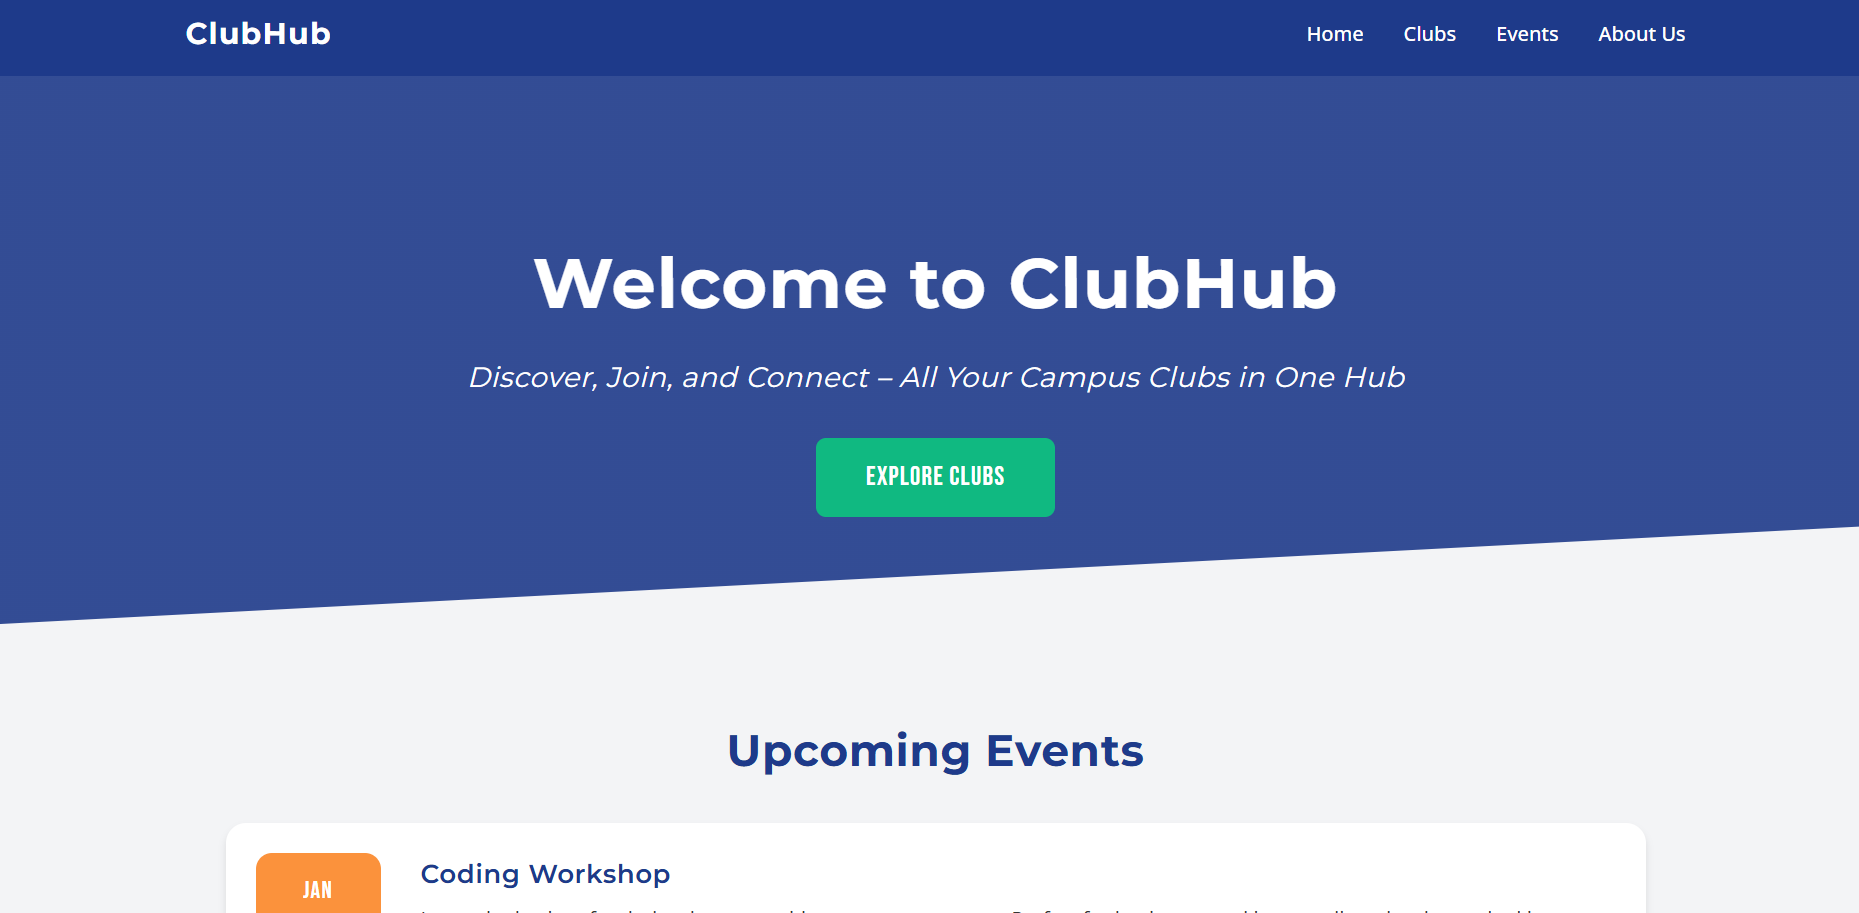 ClubHub
Home Clubs Events About Us
Welcome to ClubHub
Discover, Join, and Connect – All Your Campus Clubs in One Hub
EXPLORE CLUBS
Upcoming Events
JAN
Coding Workshop